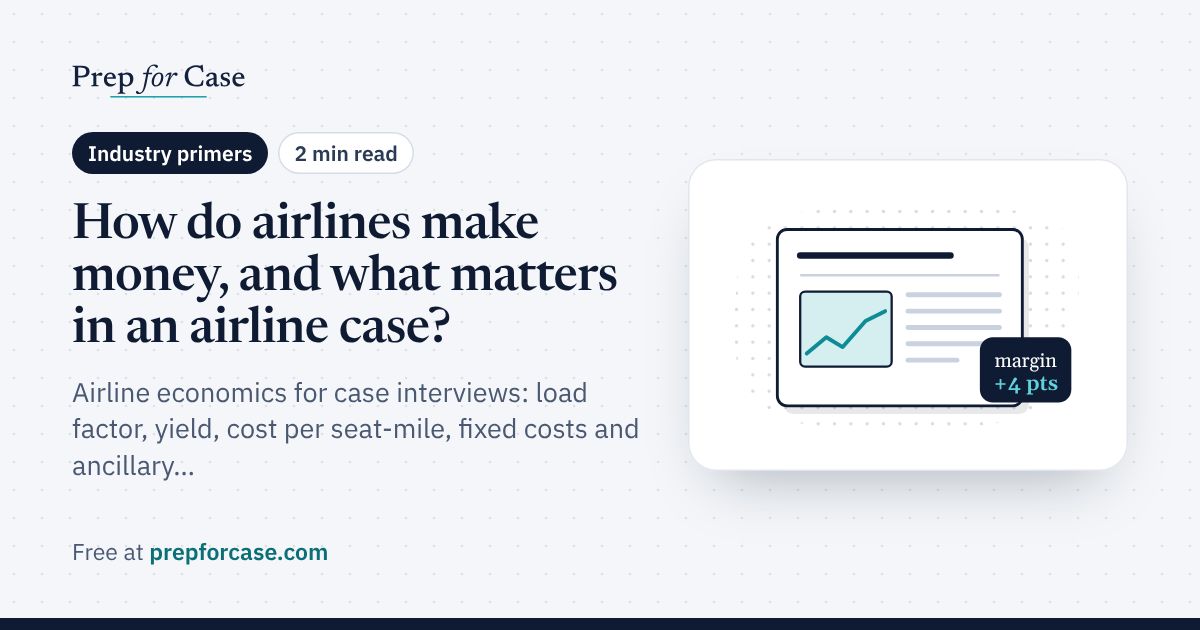 Prep for Case
Industry primers
2 min read
How do airlines make
money, and what matters
in an airline case?
Airline economics for case interviews: load
factor, yield, cost per seat-mile, fixed costs and
ancillary...
margin
+4 pts
Free at prepforcase.com